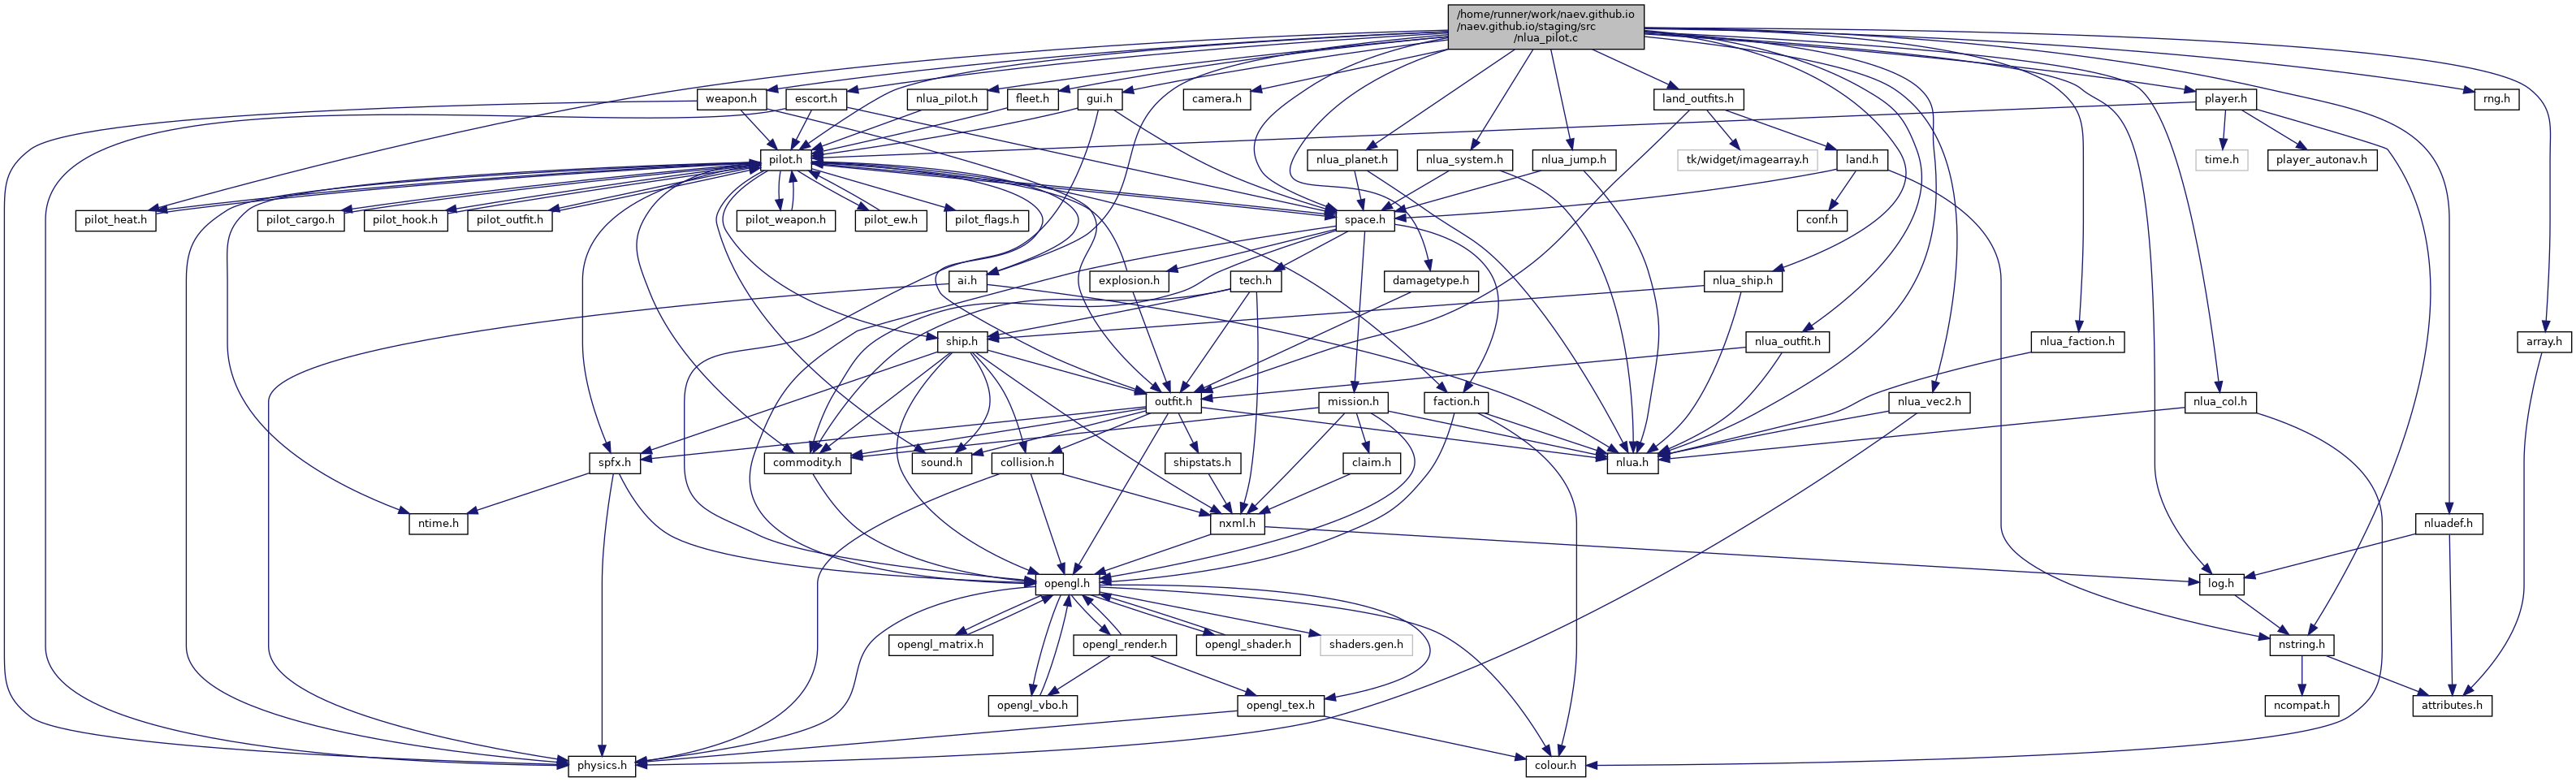 /home/runner/work/naev.github.io
/naev.github.io/staging/src
/nlua_pilot.c
weapon.h
escort.h
nlua_pilot.h
fleet.h
gui.h
camera.h
land_outfits.h
player.h
rng.h
pilot.h
nlua_planet.h
nlua_system.h
nlua_jump.h
tk/widget/imagearray.h
land.h
time.h
player_autonav.h
pilot_heat.h
pilot_cargo.h
pilot_hook.h
pilot_outfit.h
pilot_weapon.h
pilot_ew.h
pilot_flags.h
space.h
conf.h
ai.h
explosion.h
tech.h
damagetype.h
nlua_ship.h
ship.h
nlua_outfit.h
nlua_faction.h
array.h
outfit.h
mission.h
faction.h
nlua_vec2.h
nlua_col.h
spfx.h
commodity.h
sound.h
collision.h
shipstats.h
claim.h
nlua.h
ntime.h
nxml.h
nluadef.h
opengl.h
log.h
opengl_matrix.h
opengl_render.h
opengl_shader.h
shaders.gen.h
nstring.h
opengl_vbo.h
opengl_tex.h
ncompat.h
attributes.h
physics.h
colour.h